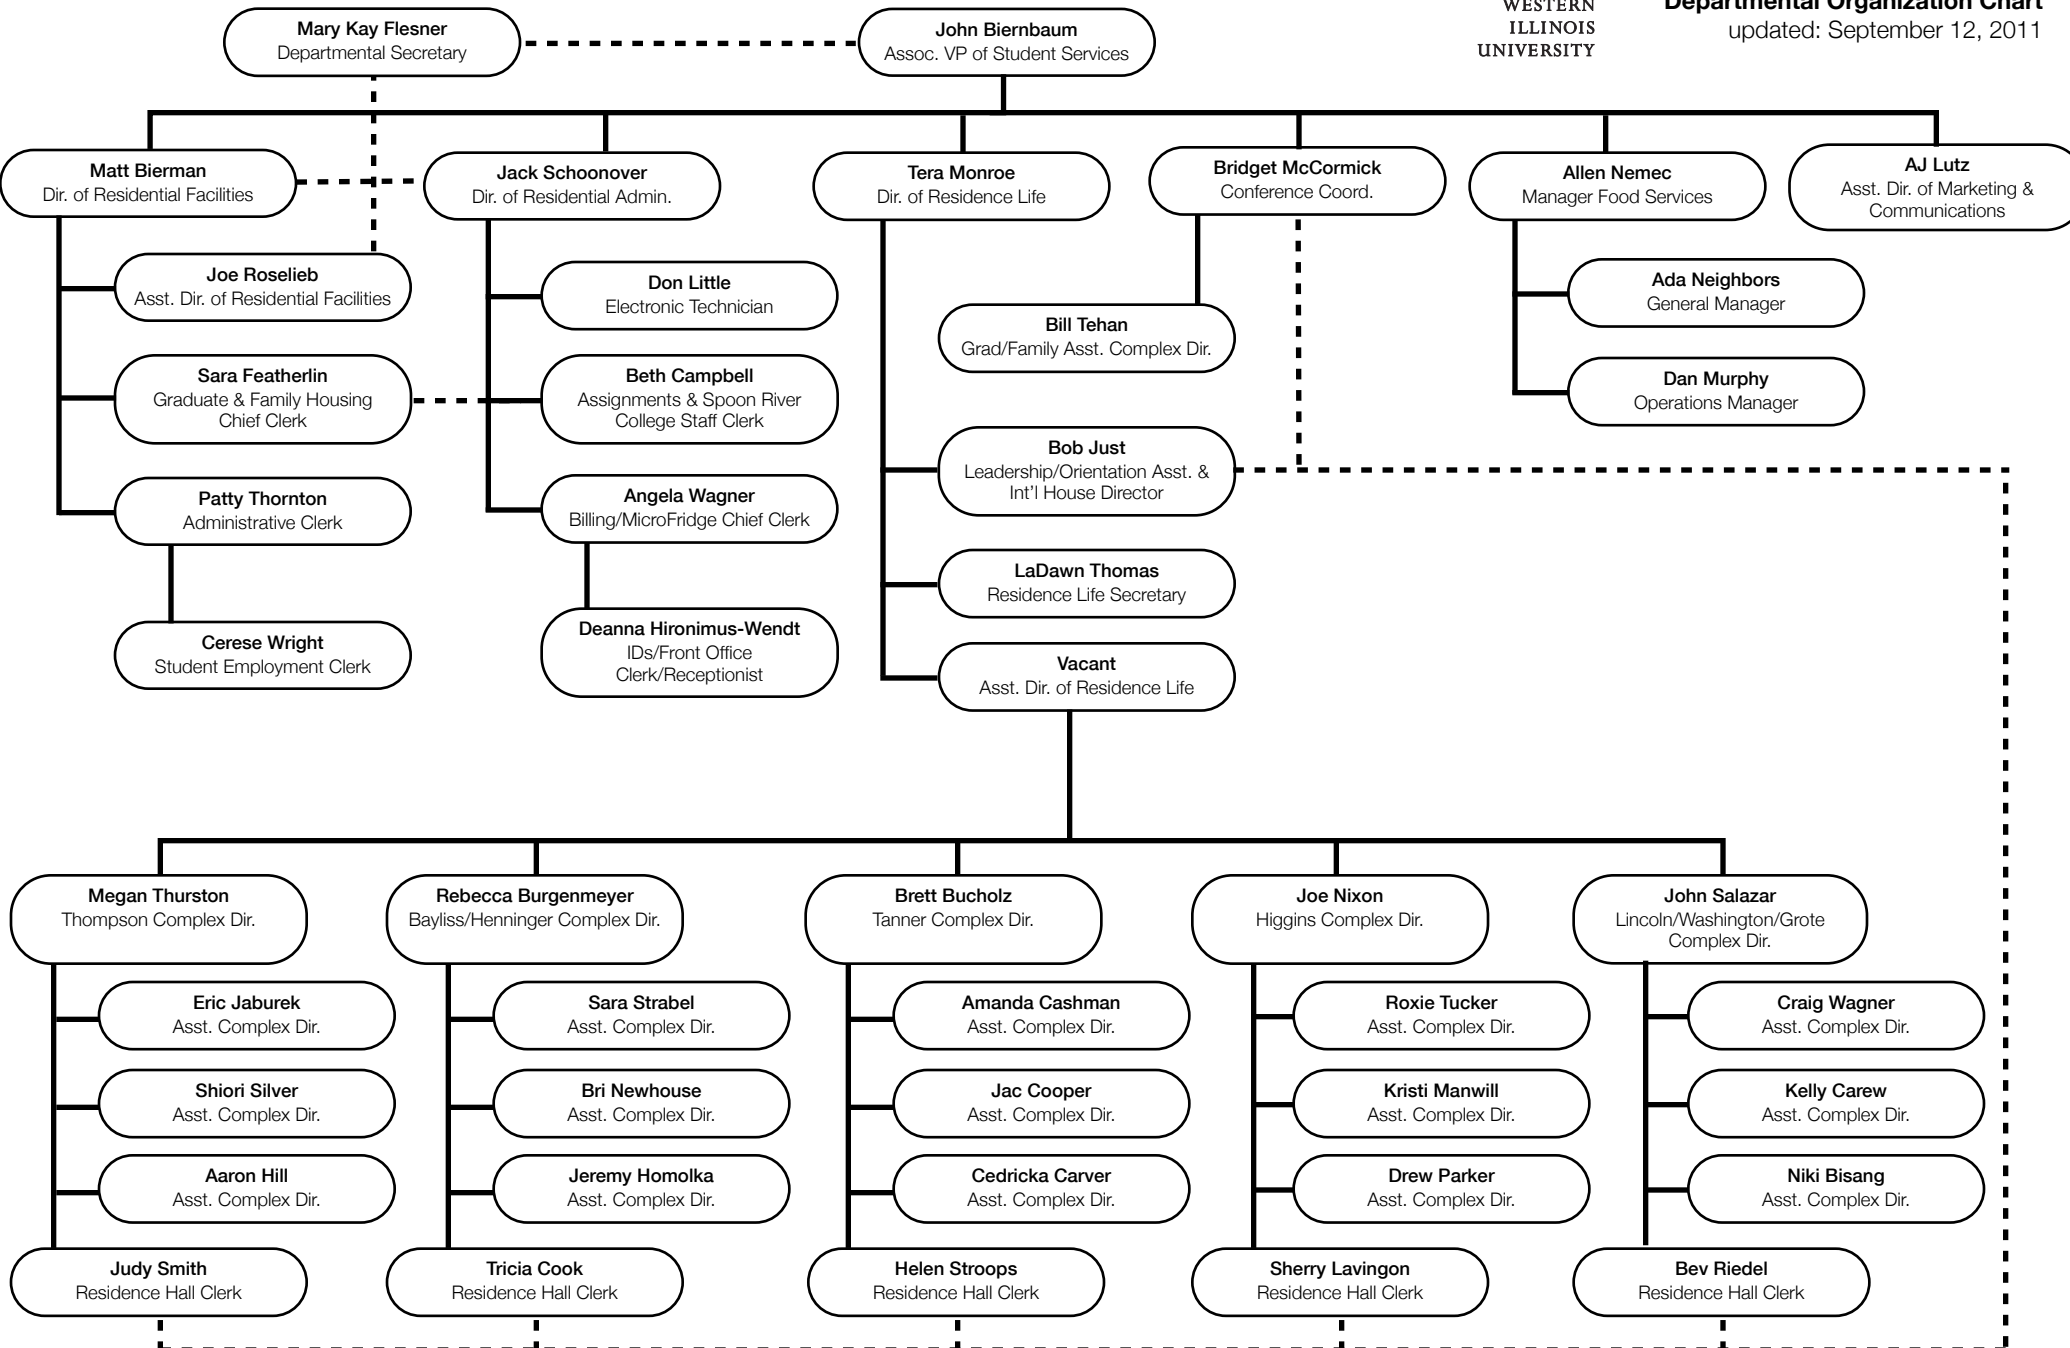 WESTERN
ILLINOIS
UNIVERSITY
Departmental Organization Chart
updated: September 12, 2011
Mary Kay Flesner
Departmental Secretary
John Biernbaum
Assoc. VP of Student Services
Matt Bierman
Dir. of Residential Facilities
Jack Schoonover
Dir. of Residential Admin.
Tera Monroe
Dir. of Residence Life
Bridget McCormick
Conference Coord.
Allen Nemec
Manager Food Services
AJ Lutz
Asst. Dir. of Marketing &
Communications
Joe Roselieb
Asst. Dir. of Residential Facilities
Sara Featherlin
Graduate & Family Housing
Chief Clerk
Patty Thornton
Administrative Clerk
Cerese Wright
Student Employment Clerk
Don Little
Electronic Technician
Beth Campbell
Assignments & Spoon River
College Staff Clerk
Angela Wagner
Billing/MicroFridge Chief Clerk
Deanna Hironimus-Wendt
IDs/Front Office
Clerk/Receptionist
Bill Tehan
Grad/Family Asst. Complex Dir.
Bob Just
Leadership/Orientation Asst. &
Int'l House Director
LaDawn Thomas
Residence Life Secretary
Vacant
Asst. Dir. of Residence Life
Ada Neighbors
General Manager
Dan Murphy
Operations Manager
Megan Thurston
Thompson Complex Dir.
Eric Jaburek
Asst. Complex Dir.
Shiori Silver
Asst. Complex Dir.
Aaron Hill
Asst. Complex Dir.
Judy Smith
Residence Hall Clerk
Rebecca Burgenmeyer
Bayliss/Henninger Complex Dir.
Sara Strabel
Asst. Complex Dir.
Bri Newhouse
Asst. Complex Dir.
Jeremy Homolka
Asst. Complex Dir.
Tricia Cook
Residence Hall Clerk
Brett Bucholz
Tanner Complex Dir.
Amanda Cashman
Asst. Complex Dir.
Jac Cooper
Asst. Complex Dir.
Cedricka Carver
Asst. Complex Dir.
Helen Stroops
Residence Hall Clerk
Joe Nixon
Higgins Complex Dir.
Roxie Tucker
Asst. Complex Dir.
Kristi Manwill
Asst. Complex Dir.
Drew Parker
Asst. Complex Dir.
Sherry Lavingon
Residence Hall Clerk
John Salazar
Lincoln/Washington/Grote
Complex Dir.
Craig Wagner
Asst. Complex Dir.
Kelly Carew
Asst. Complex Dir.
Niki Bisang
Asst. Complex Dir.
Bev Riedel
Residence Hall Clerk